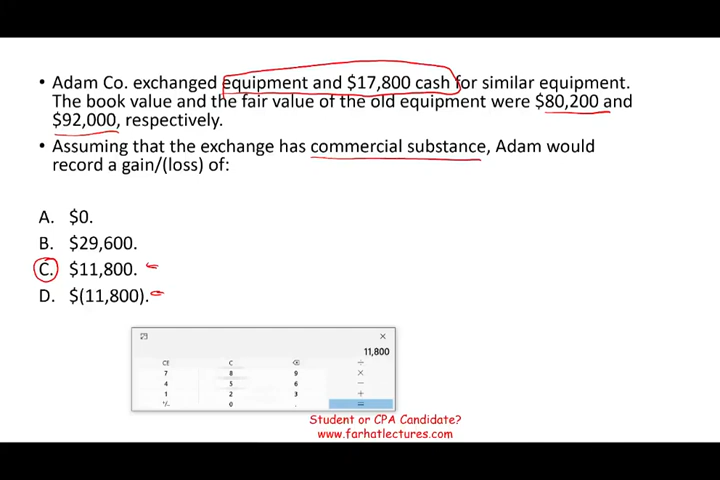 • Adam Co. exchanged equipment and $17,800 cash for similar equipment.
The book value and the fair value of the old equipment were $80,200 and
$92,000, respectively.
• Assuming that the exchange has commercial substance, Adam would
record a gain/(loss) of:
A. $0.
B. $29,600.
C. $11,800.
D. $(11,800).
11,800
CE C ⌫ ÷
7 8 9 ×
4 5 6 −
1 2 3 +
⁺/₋ 0 . =
Student or CPA Candidate?
www.farhatlectures.com